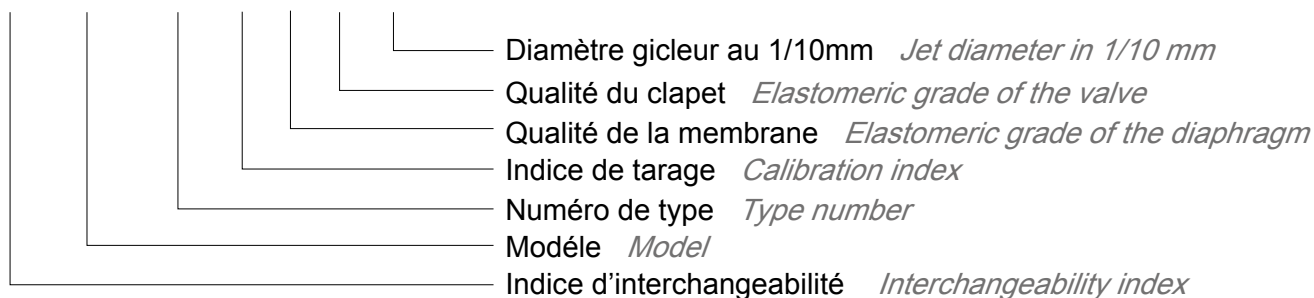 Diamètre gicleur au 1/10mm Jet diameter in 1/10 mm
Qualité du clapet Elastomeric grade of the valve
Qualité de la membrane Elastomeric grade of the diaphragm
Indice de tarage Calibration index
Numéro de type Type number
Modéle Model
Indice d'interchangeabilité Interchangeability index